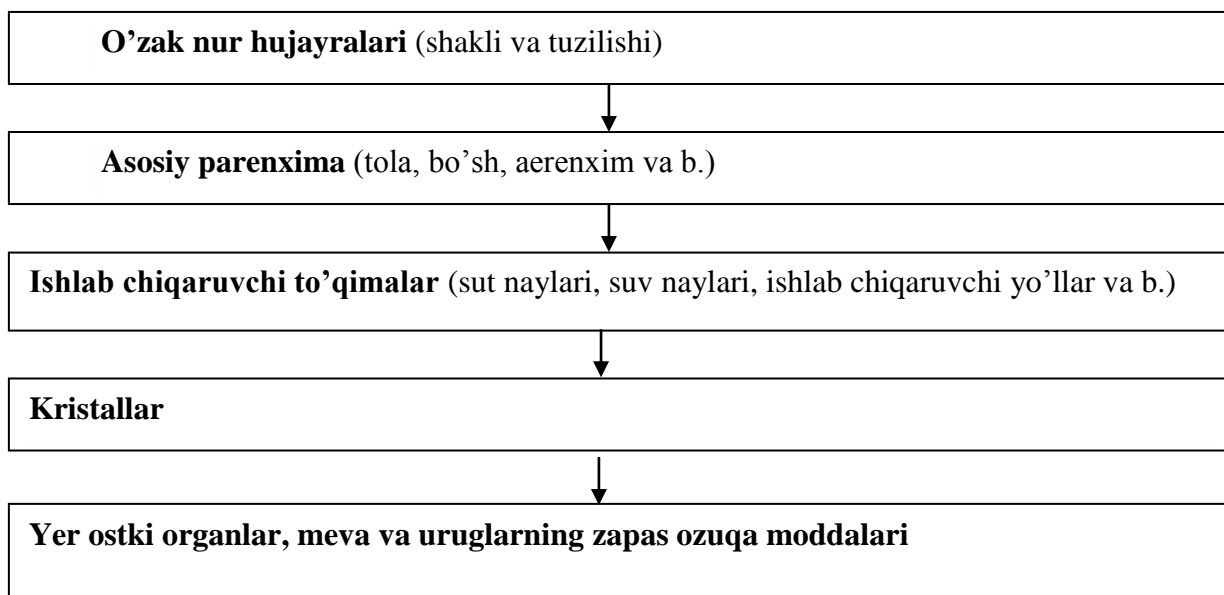 O’zak nur hujayralari (shakli va tuzilishi)
Asosiy parenxima (tola, bo’sh, aerenxim va b.)
Ishlab chiqaruvchi to’qimalar (sut naylari, suv naylari, ishlab chiqaruvchi yo’llar va b.)
Kristallar
Yer ostki organlar, meva va uruglarning zapas ozuqa moddalari